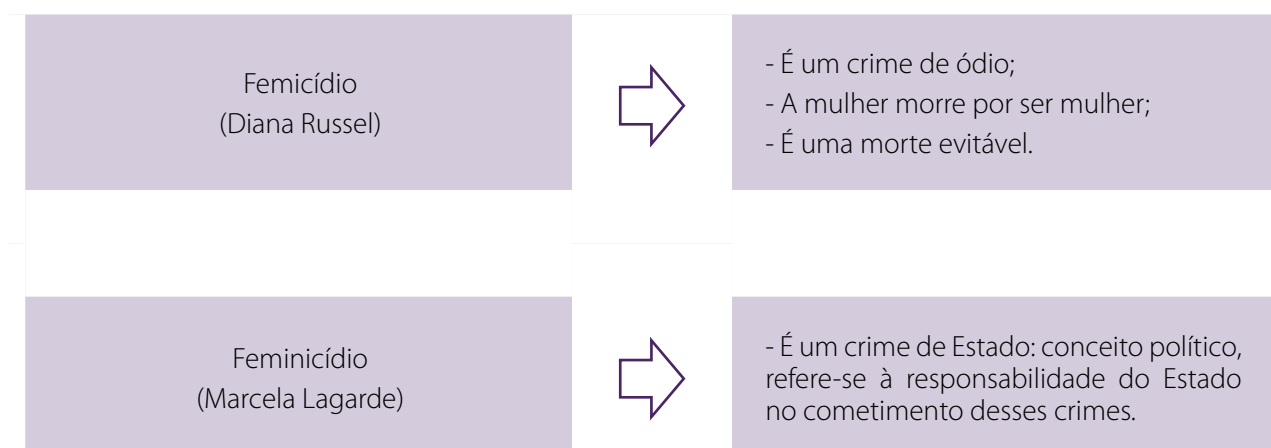 Femicídio
(Diana Russel)
- É um crime de ódio;
- A mulher morre por ser mulher;
- É uma morte evitável.
Feminicídio
(Marcela Lagarde)
- É um crime de Estado: conceito político,
refere-se à responsabilidade do Estado
no cometimento desses crimes.